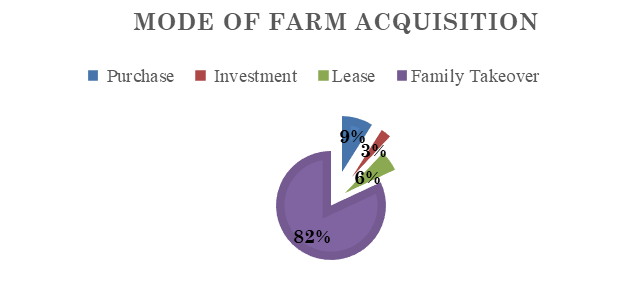 MODE OF FARM ACQUISITION
Purchase Investment Lease Family Takeover
9%
3%
6%
82%